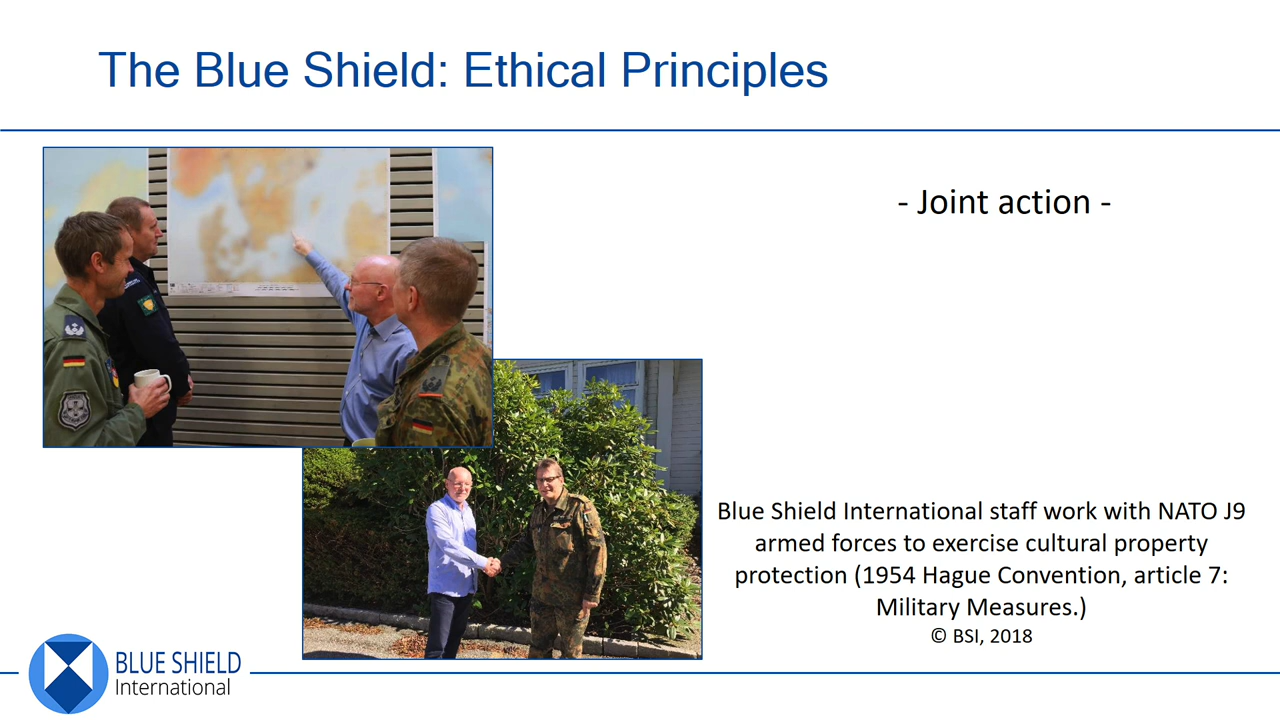 The Blue Shield: Ethical Principles
- Joint action -
Blue Shield International staff work with NATO J9
armed forces to exercise cultural property
protection (1954 Hague Convention, article 7:
Military Measures.)
© BSI, 2018
BLUE SHIELD
International